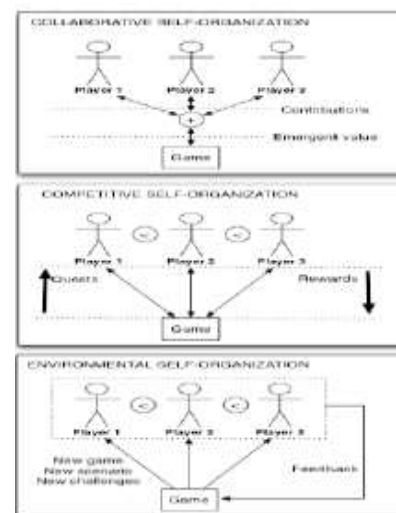 COLLABORATIVE SELF-ORGANIZATION
Player 1 Player 2 Player 3
+
Contributions
Emergent value
Game
COMPETITIVE SELF-ORGANIZATION
< <
Player 1 Player 2 Player 3
Quests Rewards
Game
ENVIRONMENTAL SELF-ORGANIZATION
< <
Player 1 Player 2 Player 3
New game
New scenario
New challenges
Feedback
Game